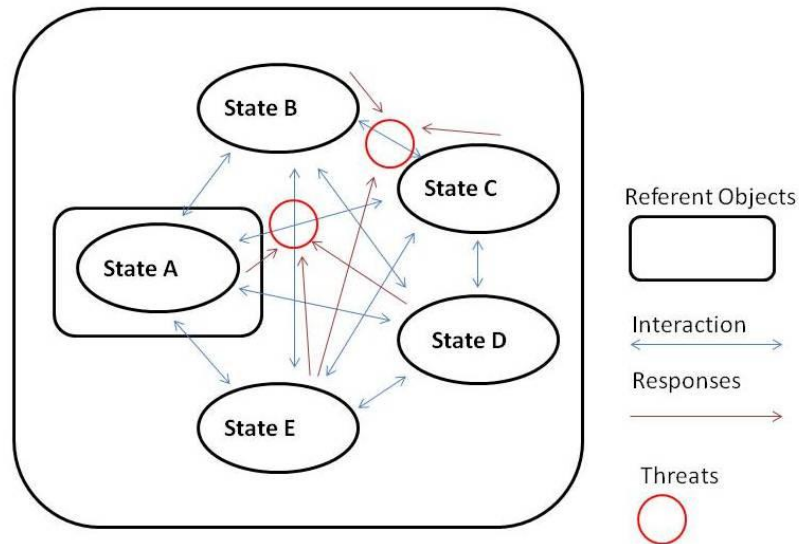 State B
State C
State A
State D
State E
Referent Objects
Interaction
Responses
Threats